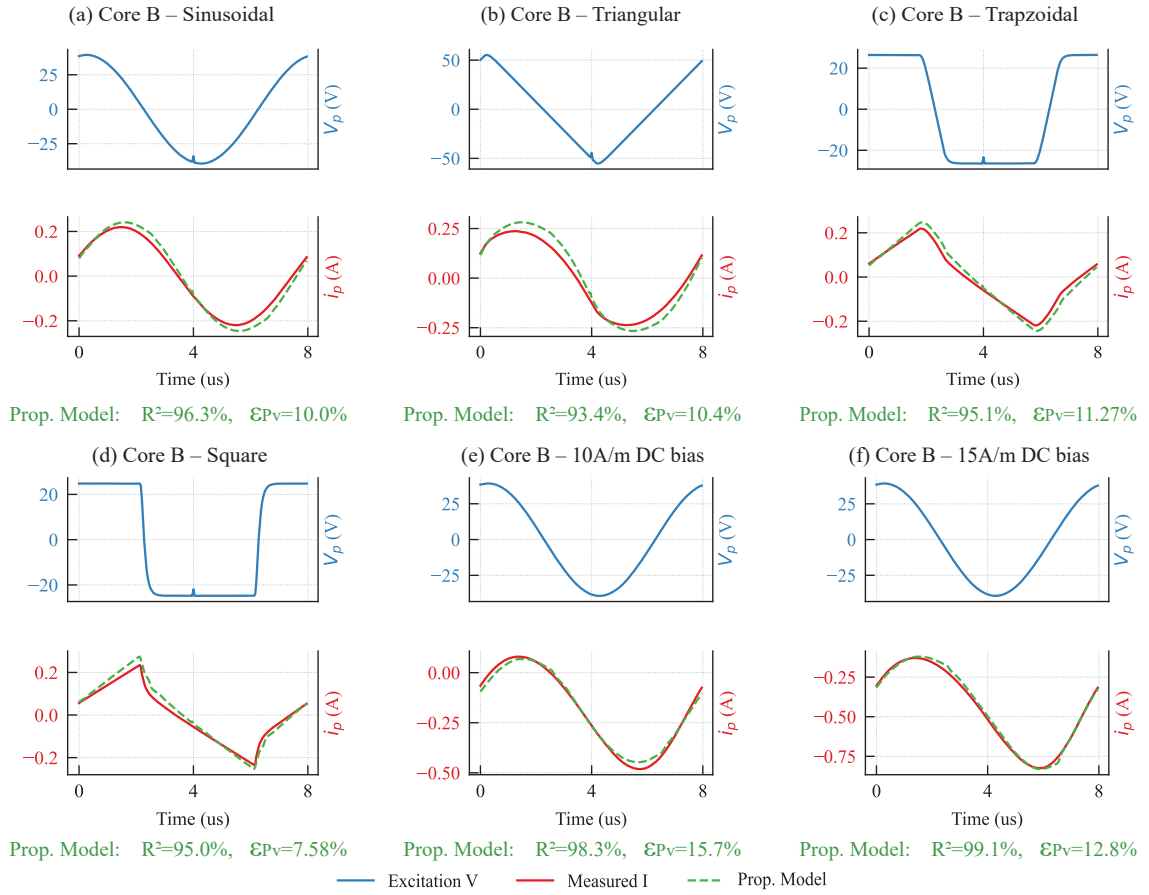 (a) Core B – Sinusoidal
25
0
−25
V_p (V)
0.2
0.0
−0.2
i_p (A)
0 4 8
Time (us)
Prop. Model: R²=96.3%, εPv=10.0%
(b) Core B – Triangular
50
0
−50
V_p (V)
0.25
0.00
−0.25
i_p (A)
0 4 8
Time (us)
Prop. Model: R²=93.4%, εPv=10.4%
(c) Core B – Trapzoidal
20
0
−20
V_p (V)
0.2
0.0
−0.2
i_p (A)
0 4 8
Time (us)
Prop. Model: R²=95.1%, εPv=11.27%
(d) Core B – Square
20
0
−20
V_p (V)
0.2
0.0
−0.2
i_p (A)
0 4 8
Time (us)
Prop. Model: R²=95.0%, εPv=7.58%
(e) Core B – 10A/m DC bias
25
0
−25
V_p (V)
0.00
−0.25
−0.50
i_p (A)
0 4 8
Time (us)
Prop. Model: R²=98.3%, εPv=15.7%
(f) Core B – 15A/m DC bias
25
0
−25
V_p (V)
−0.25
−0.50
−0.75
i_p (A)
0 4 8
Time (us)
Prop. Model: R²=99.1%, εPv=12.8%
Excitation V Measured I Prop. Model